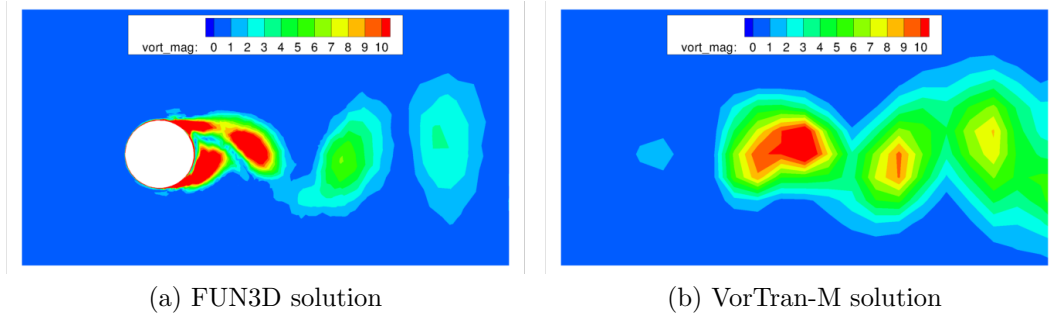 vort_mag: 0 1 2 3 4 5 6 7 8 9 10
vort_mag: 0 1 2 3 4 5 6 7 8 9 10
(a) FUN3D solution
(b) VorTran-M solution